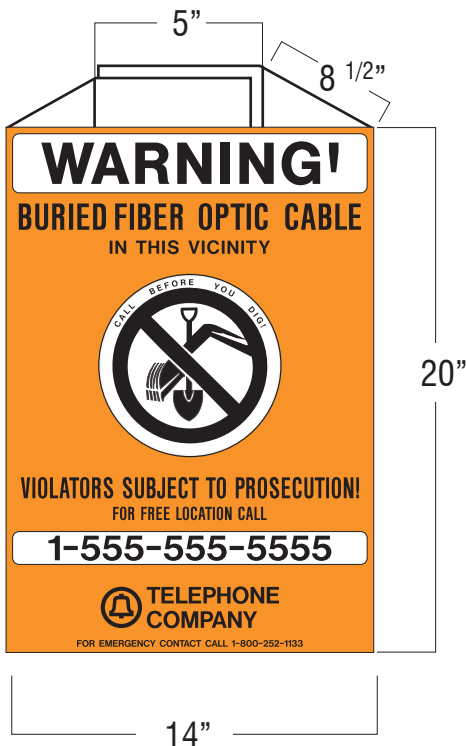 5”
8 1/2”
WARNING!
BURIED FIBER OPTIC CABLE
IN THIS VICINITY
CALL BEFORE YOU DIG!
20”
VIOLATORS SUBJECT TO PROSECUTION!
FOR FREE LOCATION CALL
1-555-555-5555
TELEPHONE
COMPANY
FOR EMERGENCY CONTACT CALL 1-800-252-1133
14”